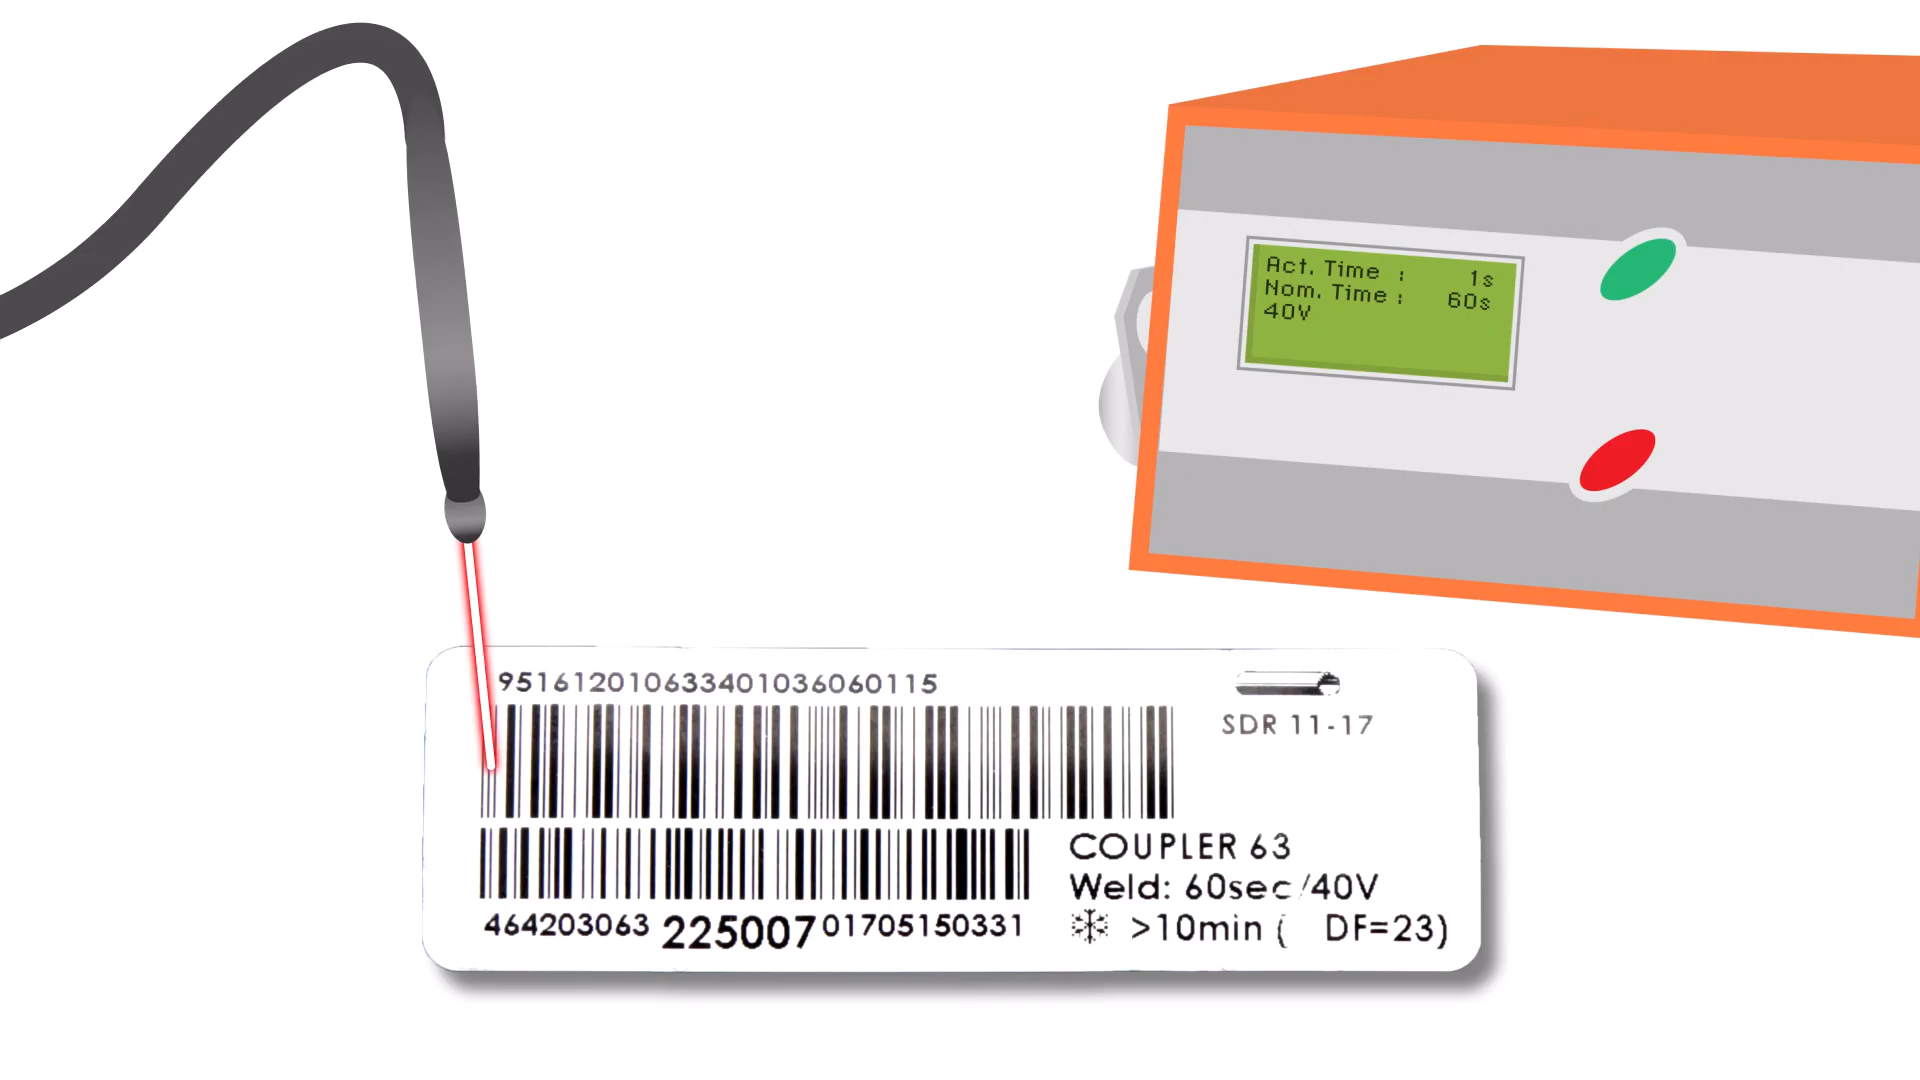 Act. Time : 1s
Nom. Time : 60s
40V
951612010633401036060115
SDR 11-17
COUPLER 63
Weld: 60sec /40V
>10min ( DF=23)
464203063 225007 01705150331